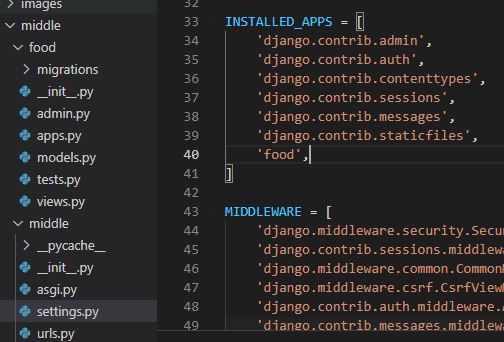 images
middle
food
migrations
__init__.py
admin.py
apps.py
models.py
tests.py
views.py
middle
__pycache__
__init__.py
asgi.py
settings.py
urls.py
32
33 INSTALLED_APPS = [
34 'django.contrib.admin',
35 'django.contrib.auth',
36 'django.contrib.contenttypes',
37 'django.contrib.sessions',
38 'django.contrib.messages',
39 'django.contrib.staticfiles',
40 'food',
41 ]
42
43 MIDDLEWARE = [
44 'django.middleware.security.Secu
45 'django.contrib.sessions.middlewa
46 'django.middleware.common.Common
47 'django.middleware.csrf.CsrfView
48 'django.contrib.auth.middleware.
49 'django.contrib.messages.middlew